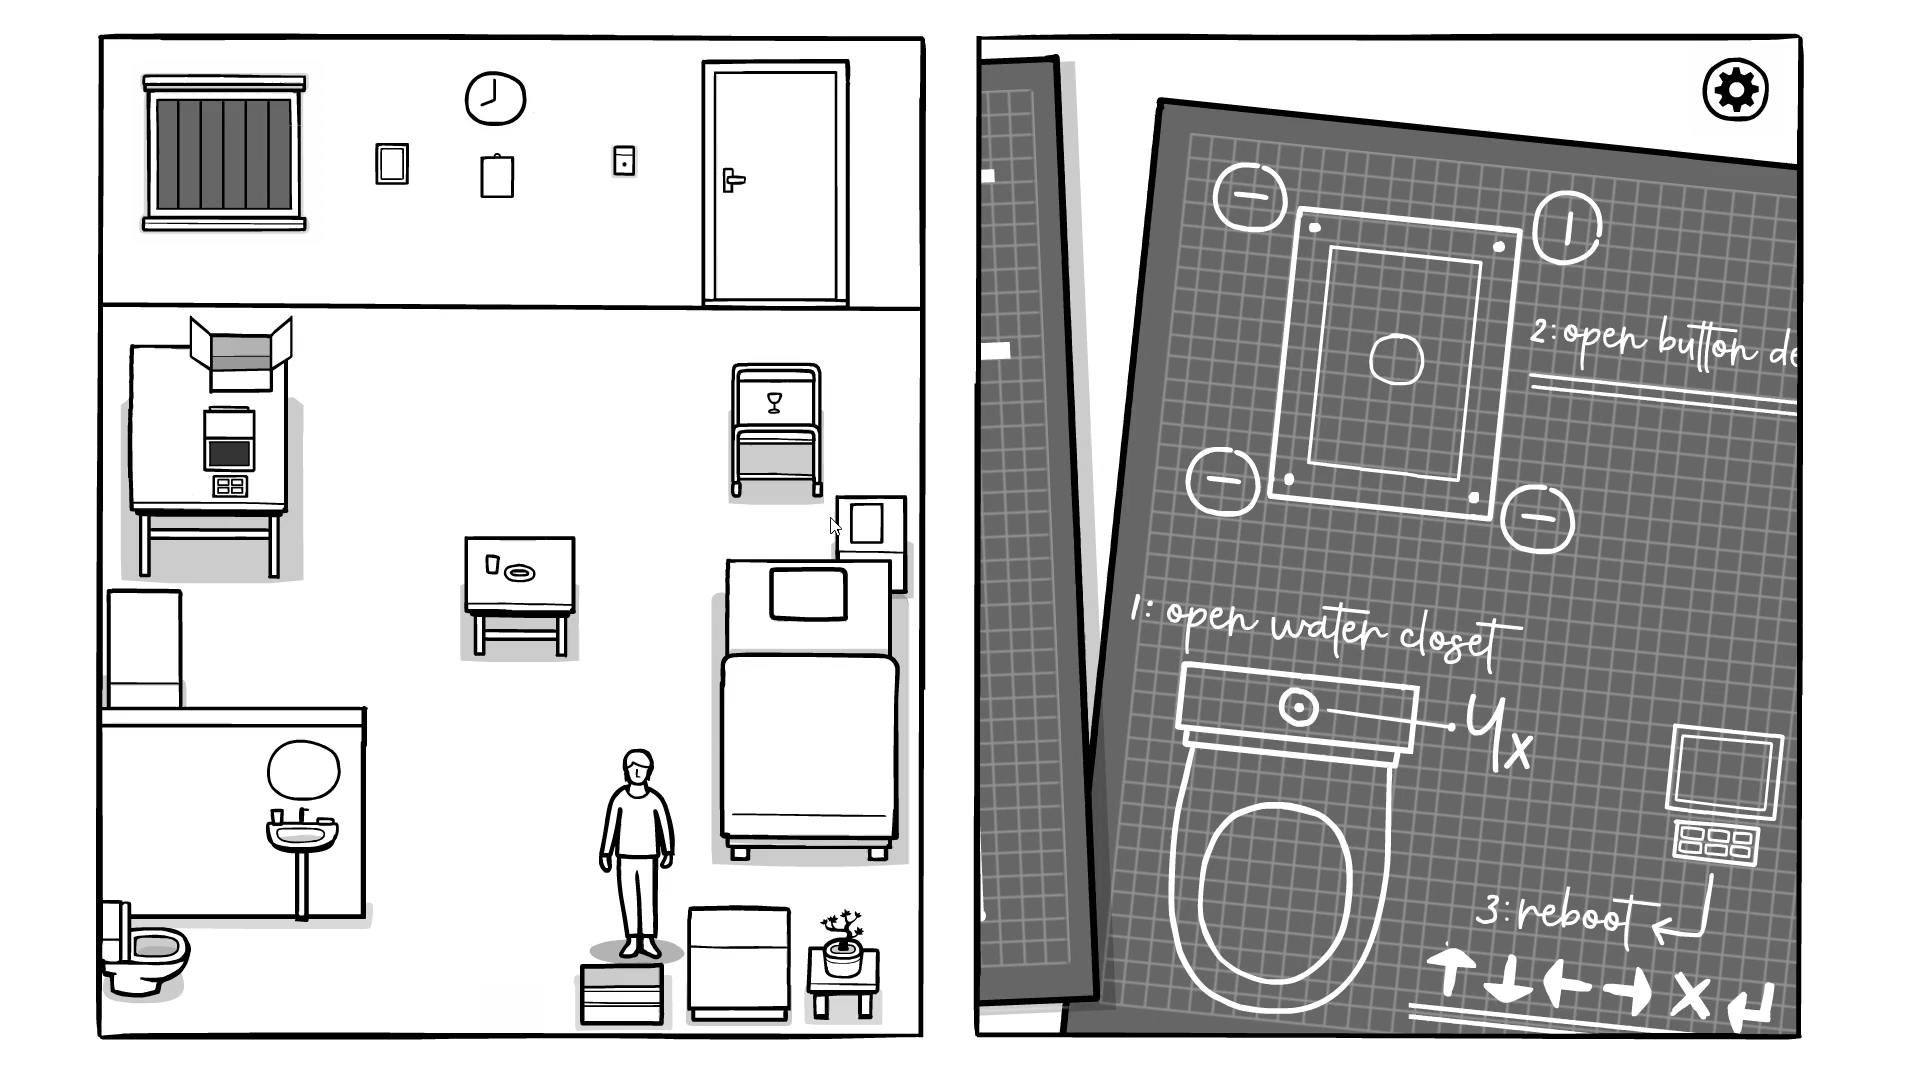 2: open button de
1: open water closet
4x
3: reboot